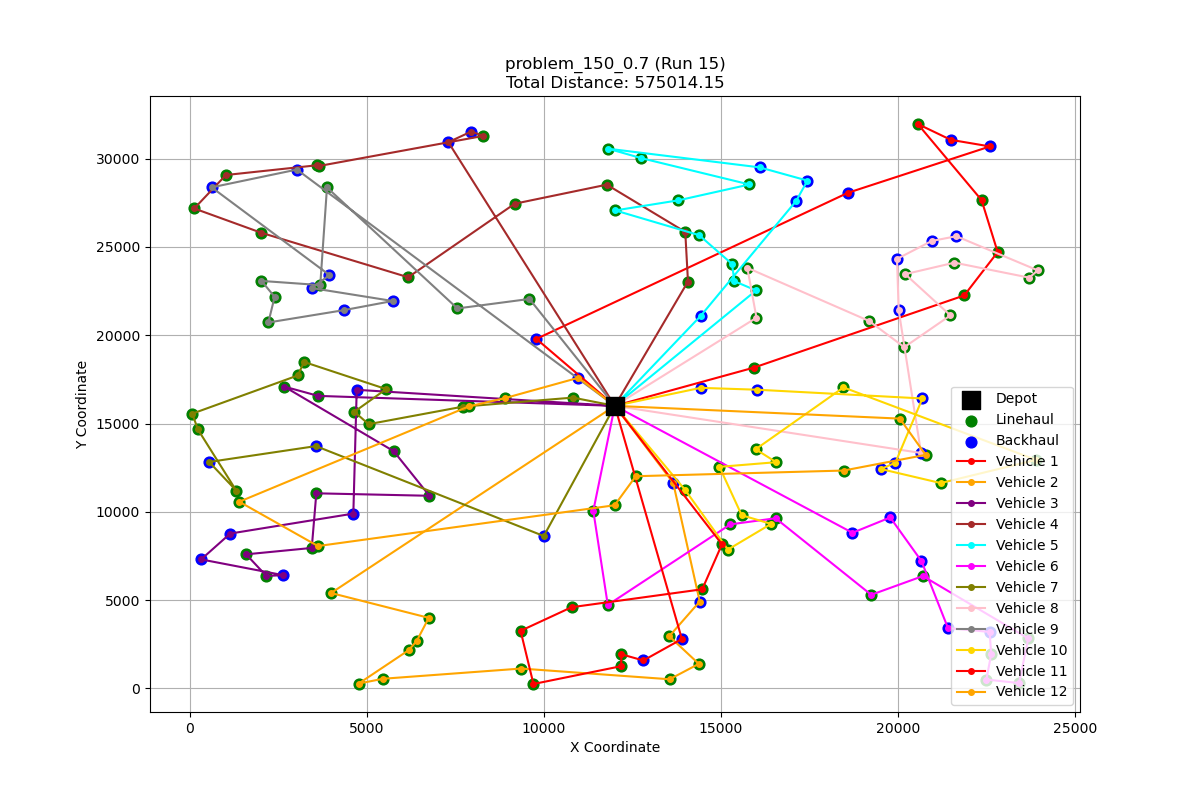 problem_150_0.7 (Run 15)
Total Distance: 575014.15
Y Coordinate
30000
25000
20000
15000
10000
5000
0
0
5000
10000
15000
20000
25000
X Coordinate
Depot
Linehaul
Backhaul
Vehicle 1
Vehicle 2
Vehicle 3
Vehicle 4
Vehicle 5
Vehicle 6
Vehicle 7
Vehicle 8
Vehicle 9
Vehicle 10
Vehicle 11
Vehicle 12